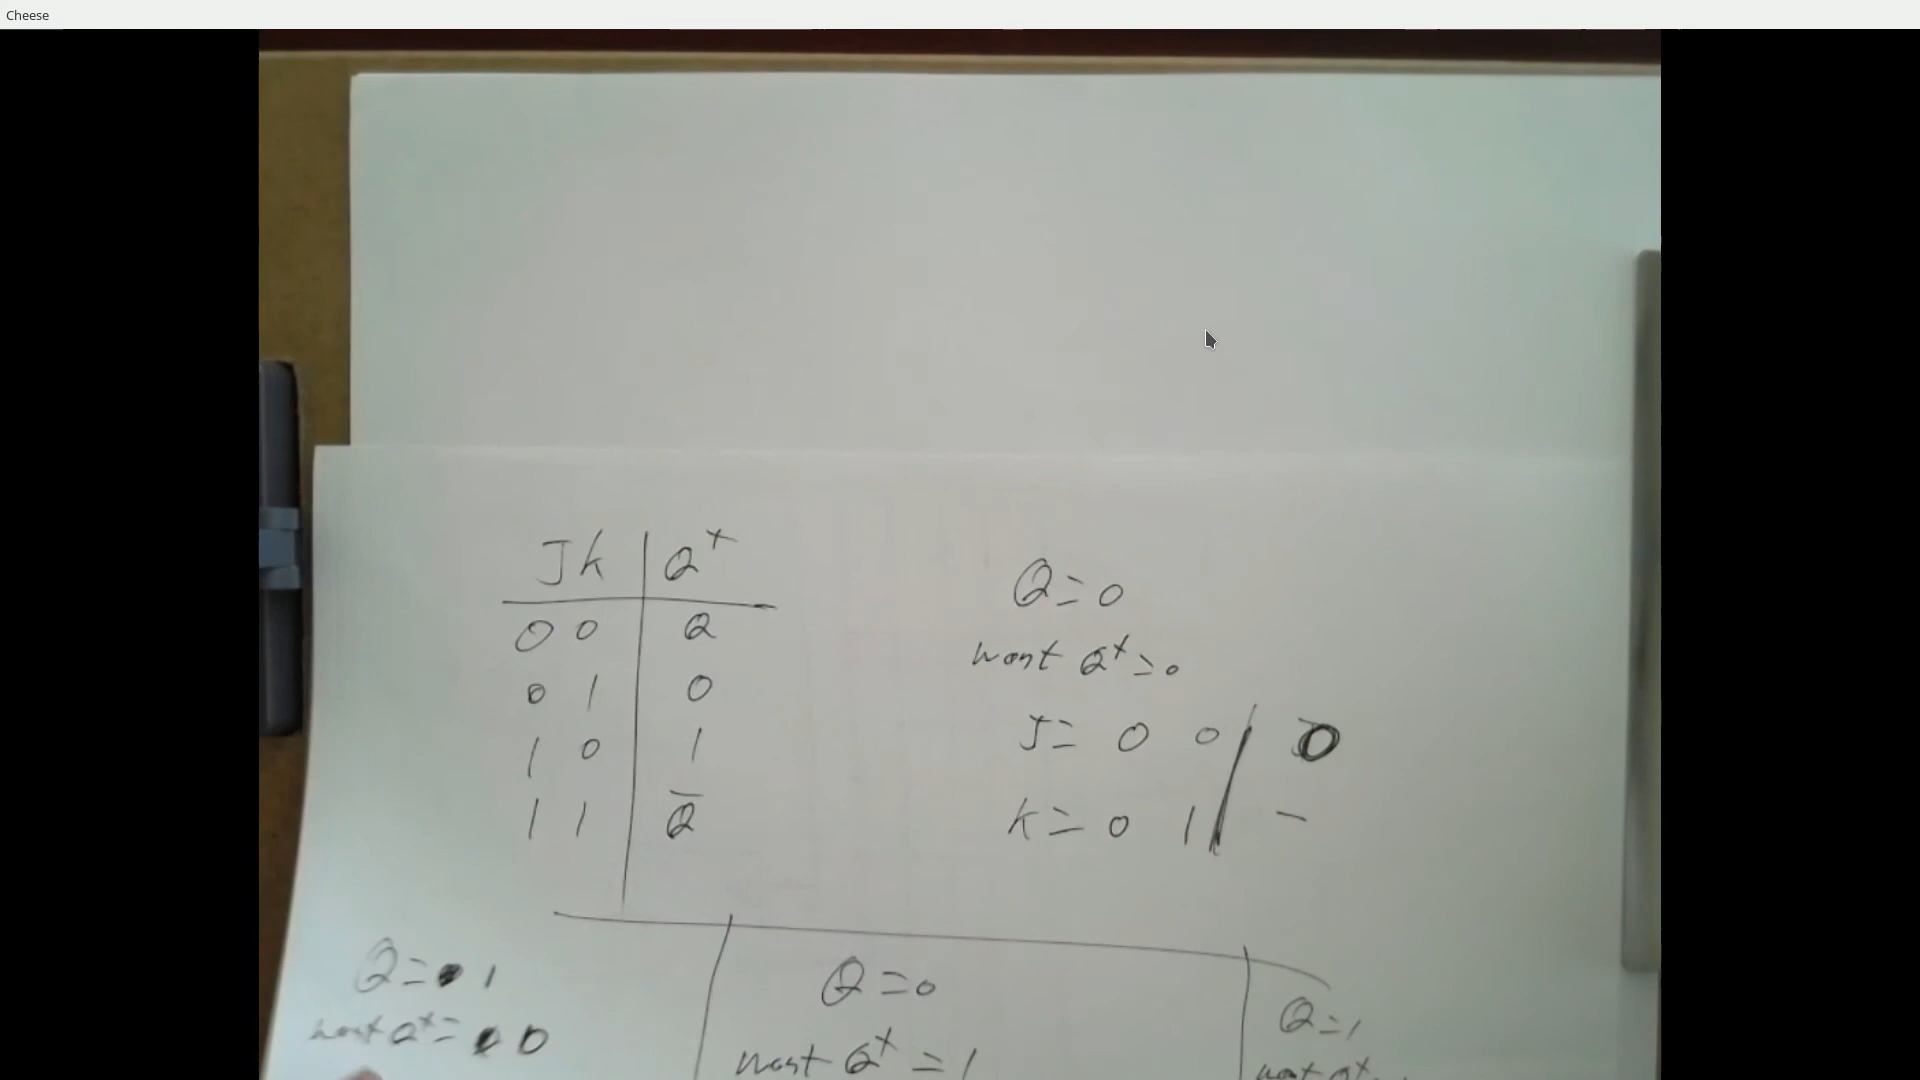 Cheese
J K | Q⁺
0 0 | Q
0 1 | 0
1 0 | 1
1 1 | Q̅
Q = 0
want Q⁺ = 0
J = 0 0 | 0
K = 0 1 | -
Q = 1
want Q⁺ = 0
Q = 0
want Q⁺ = 1
Q = 1
want Q⁺